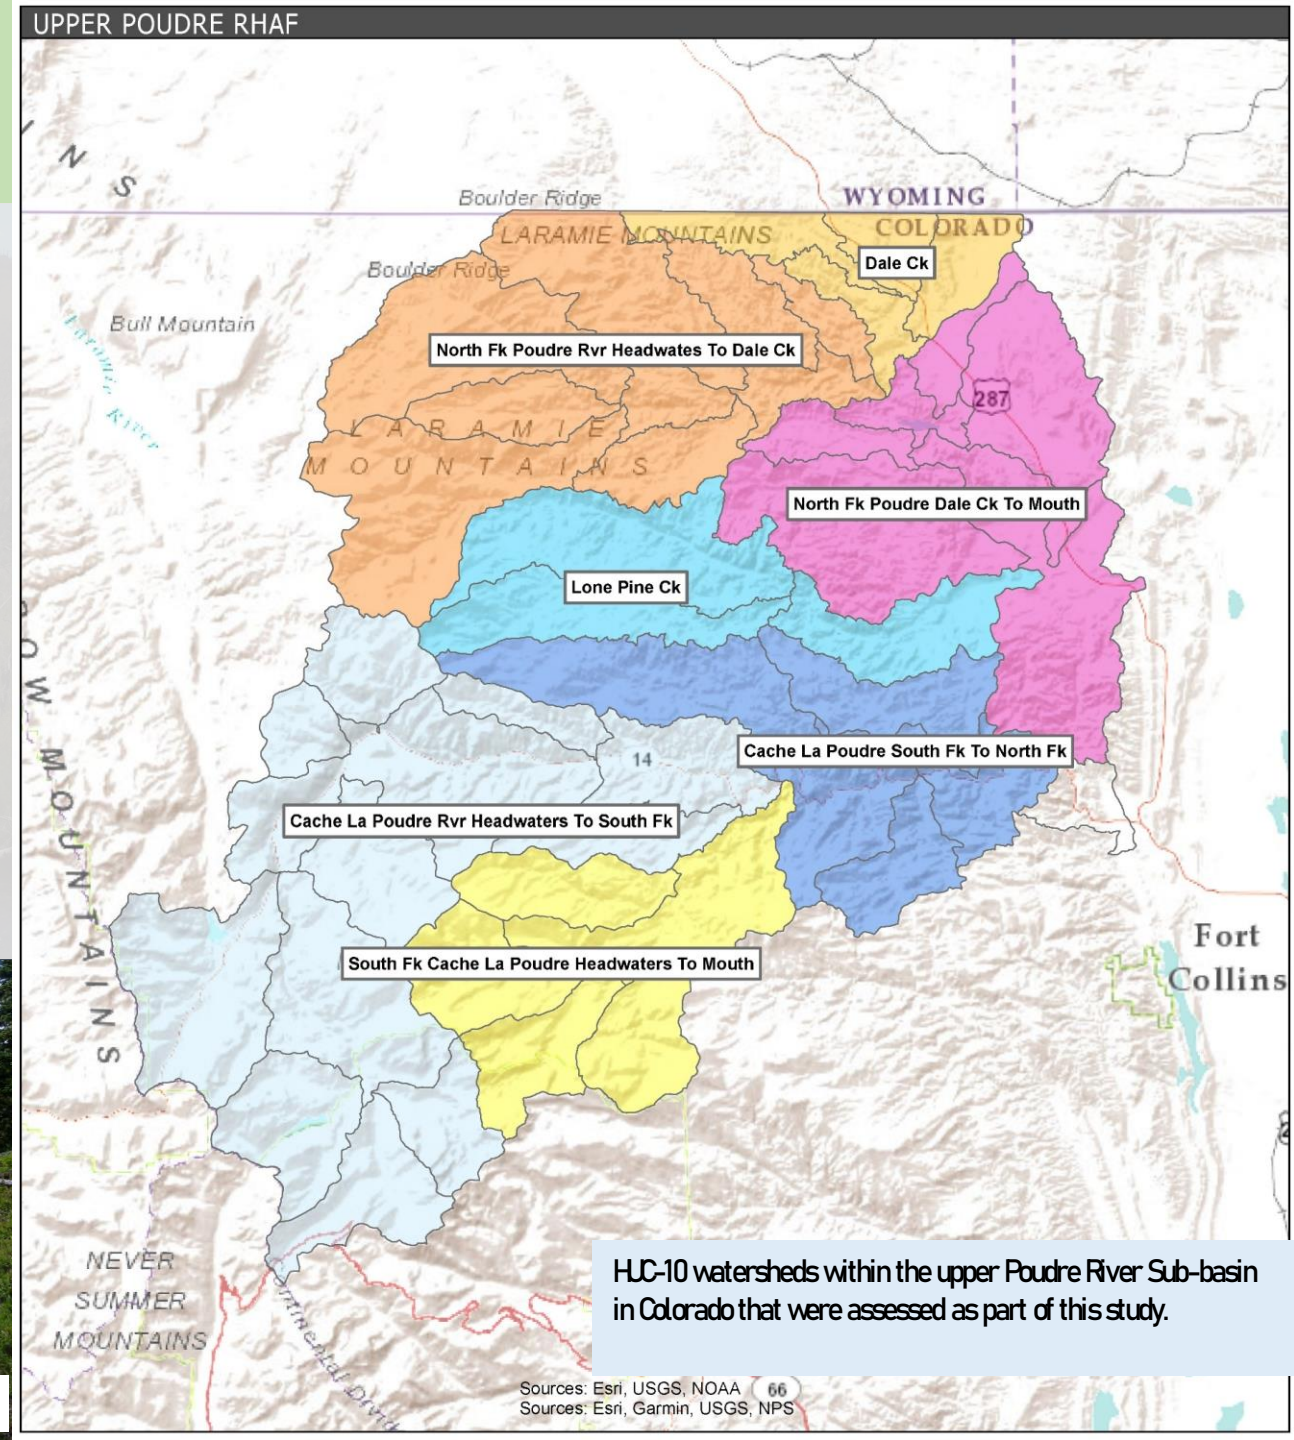 UPPER POUDRE RHAF
I N S
Boulder Ridge
WYOMING
COLORADO
LARAMIE MOUNTAINS
Dale Ck
Boulder Ridge
Bull Mountain
Laramie River
North Fk Poudre Rvr Headwates To Dale Ck
287
LARAMIE
MOUNTAINS
North Fk Poudre Dale Ck To Mouth
Lone Pine Ck
OW MOUNTAINS
Cache La Poudre South Fk To North Fk
14
Cache La Poudre Rvr Headwaters To South Fk
Fort
Collins
South Fk Cache La Poudre Headwaters To Mouth
NEVER
SUMMER
MOUNTAINS
Continental Divid
HUC-10 watersheds within the upper Poudre River Sub-basin
in Colorado that were assessed as part of this study.
Sources: Esri, USGS, NOAA
66
Sources: Esri, Garmin, USGS, NPS